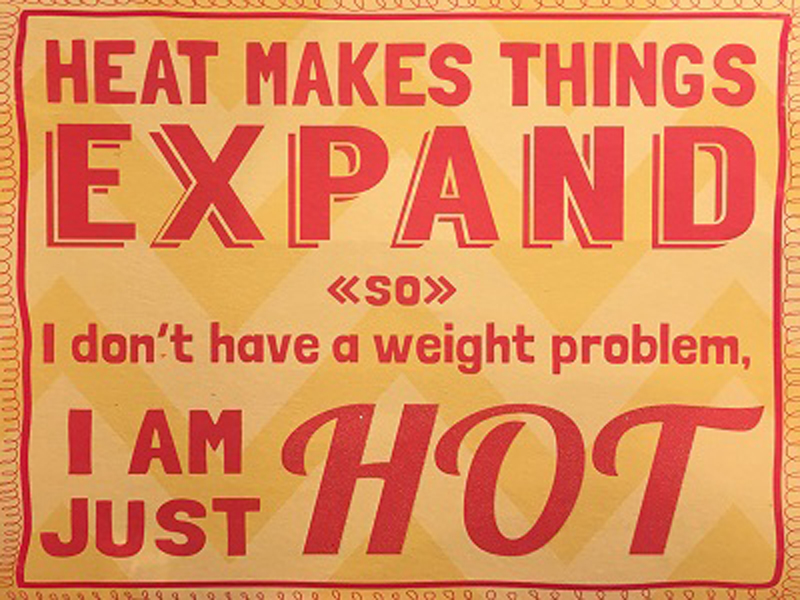 HEAT MAKES THINGS
EXPAND
«so»
I don't have a weight problem,
I AM
JUST HOT